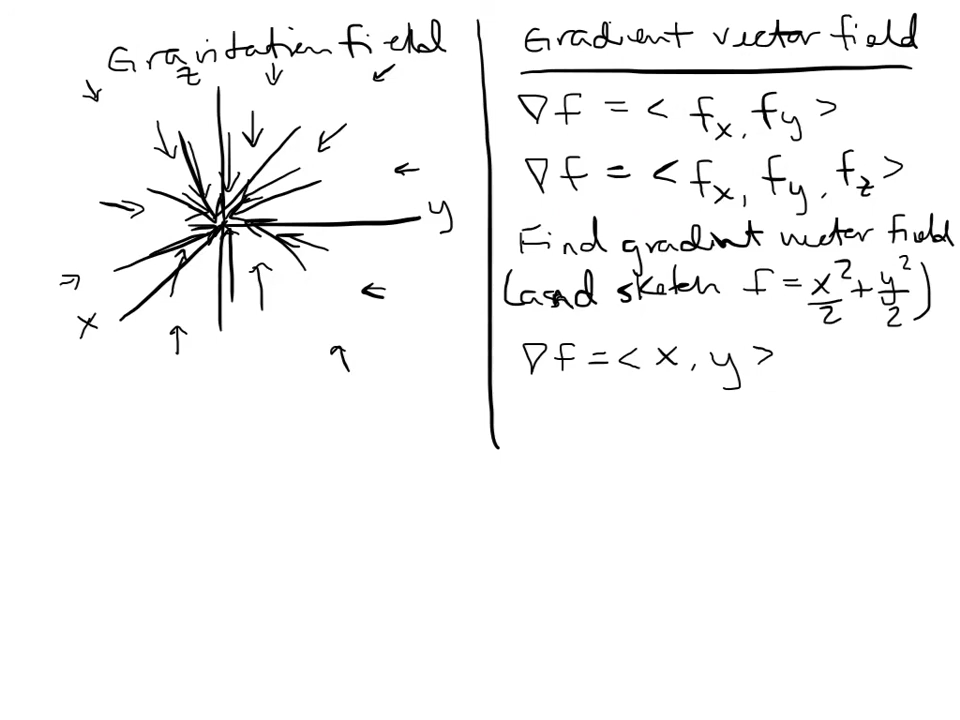 Gravitation field
z
y
x
Gradient vector field
∇f = < fx, fy >
∇f = < fx, fy, fz >
Find gradient vector field
(and sketch f = x²/2 + y²/2)
∇f = < x, y >